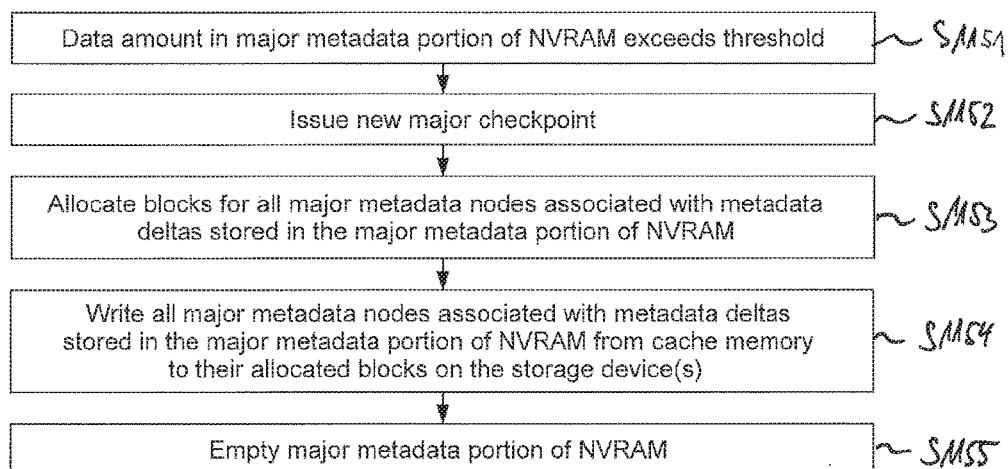 Data amount in major metadata portion of NVRAM exceeds threshold
S1151
Issue new major checkpoint
S1152
Allocate blocks for all major metadata nodes associated with metadata
deltas stored in the major metadata portion of NVRAM
S1153
Write all major metadata nodes associated with metadata deltas
stored in the major metadata portion of NVRAM from cache memory
to their allocated blocks on the storage device(s)
S1154
Empty major metadata portion of NVRAM
S1155